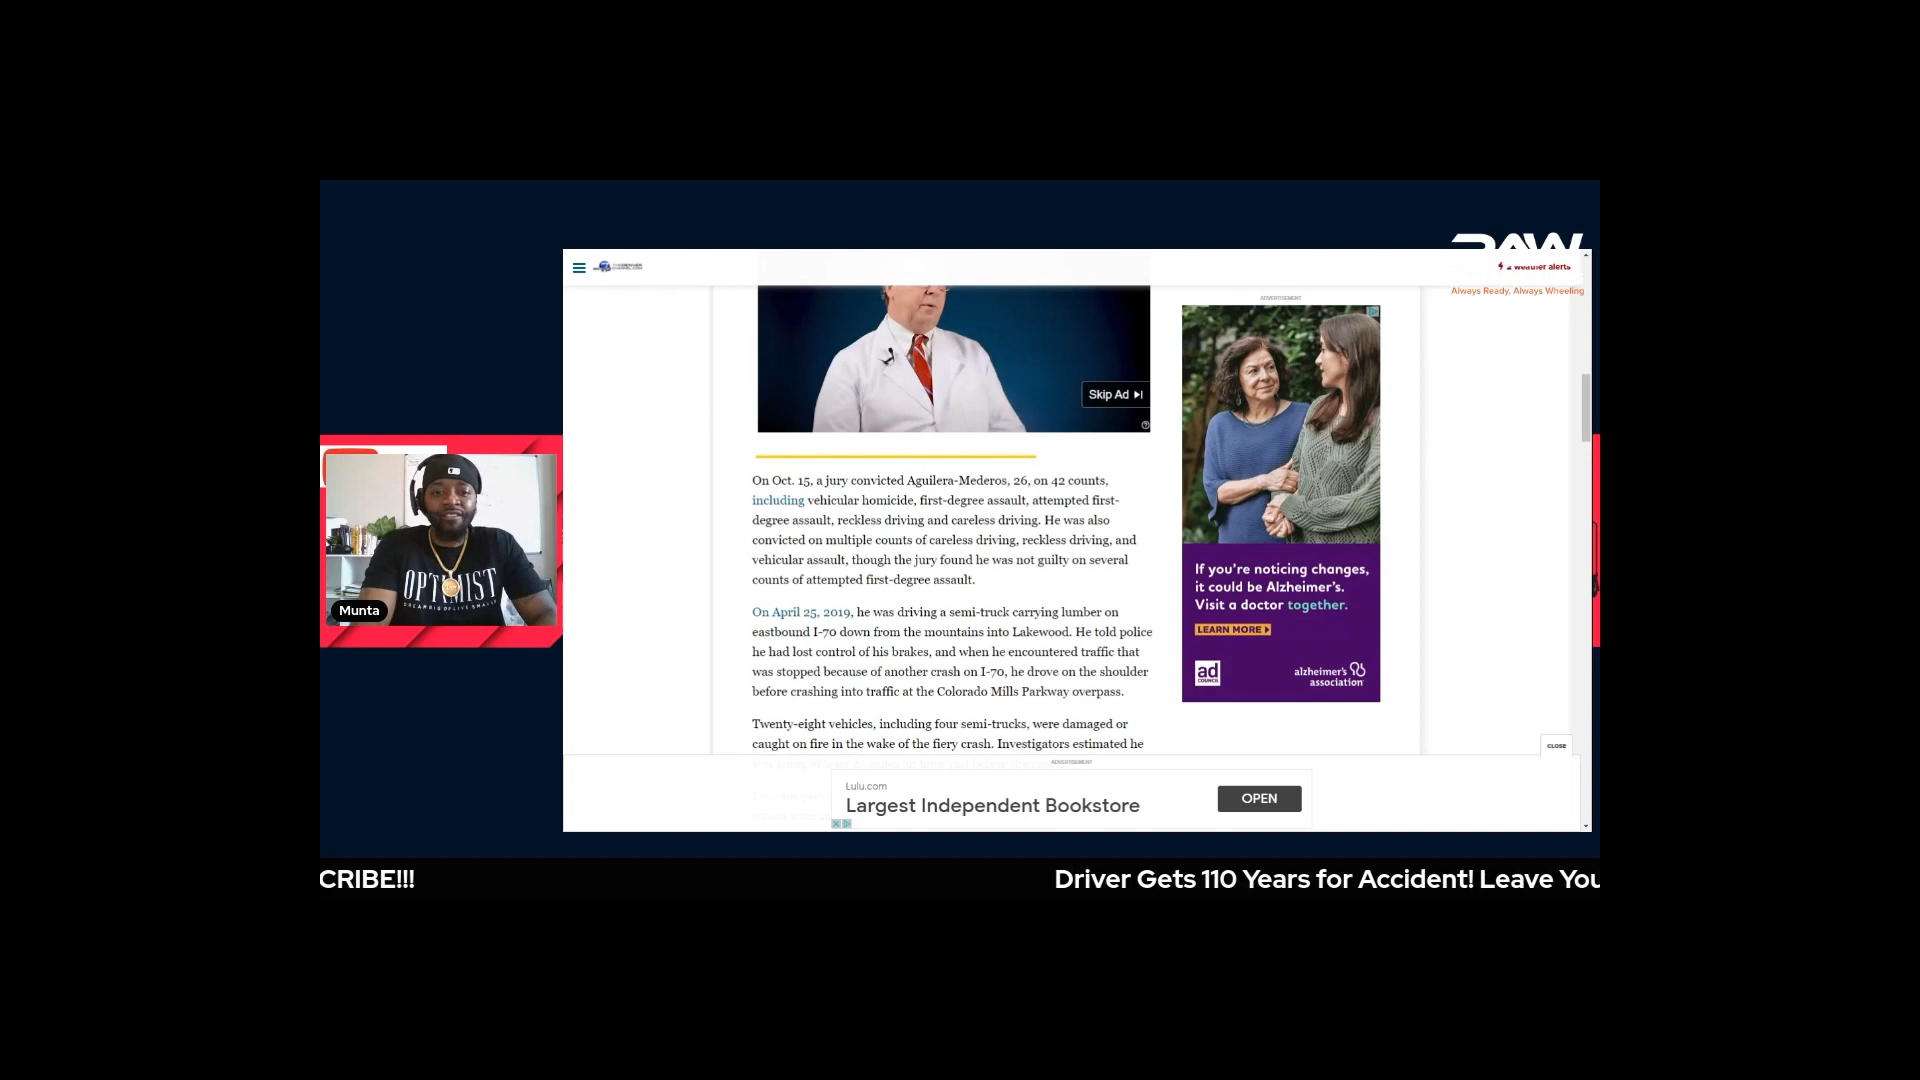 2 weather alerts
Always Ready, Always Wheeling
ADVERTISEMENT
Skip Ad
On Oct. 15, a jury convicted Aguilera-Mederos, 26, on 42 counts,
including vehicular homicide, first-degree assault, attempted first-
degree assault, reckless driving and careless driving. He was also
convicted on multiple counts of careless driving, reckless driving, and
vehicular assault, though the jury found he was not guilty on several
counts of attempted first-degree assault.
On April 25, 2019, he was driving a semi-truck carrying lumber on
eastbound I-70 down from the mountains into Lakewood. He told police
he had lost control of his brakes, and when he encountered traffic that
was stopped because of another crash on I-70, he drove on the shoulder
before crashing into traffic at the Colorado Mills Parkway overpass.
Twenty-eight vehicles, including four semi-trucks, were damaged or
caught on fire in the wake of the fiery crash. Investigators estimated he
If you're noticing changes,
it could be Alzheimer's.
Visit a doctor together.
LEARN MORE
ad
COUNCIL
alzheimer's
association
OPTIMIST
Munta
CLOSE
ADVERTISEMENT
Lulu.com
Largest Independent Bookstore
OPEN
CRIBE!!!
Driver Gets 110 Years for Accident! Leave You